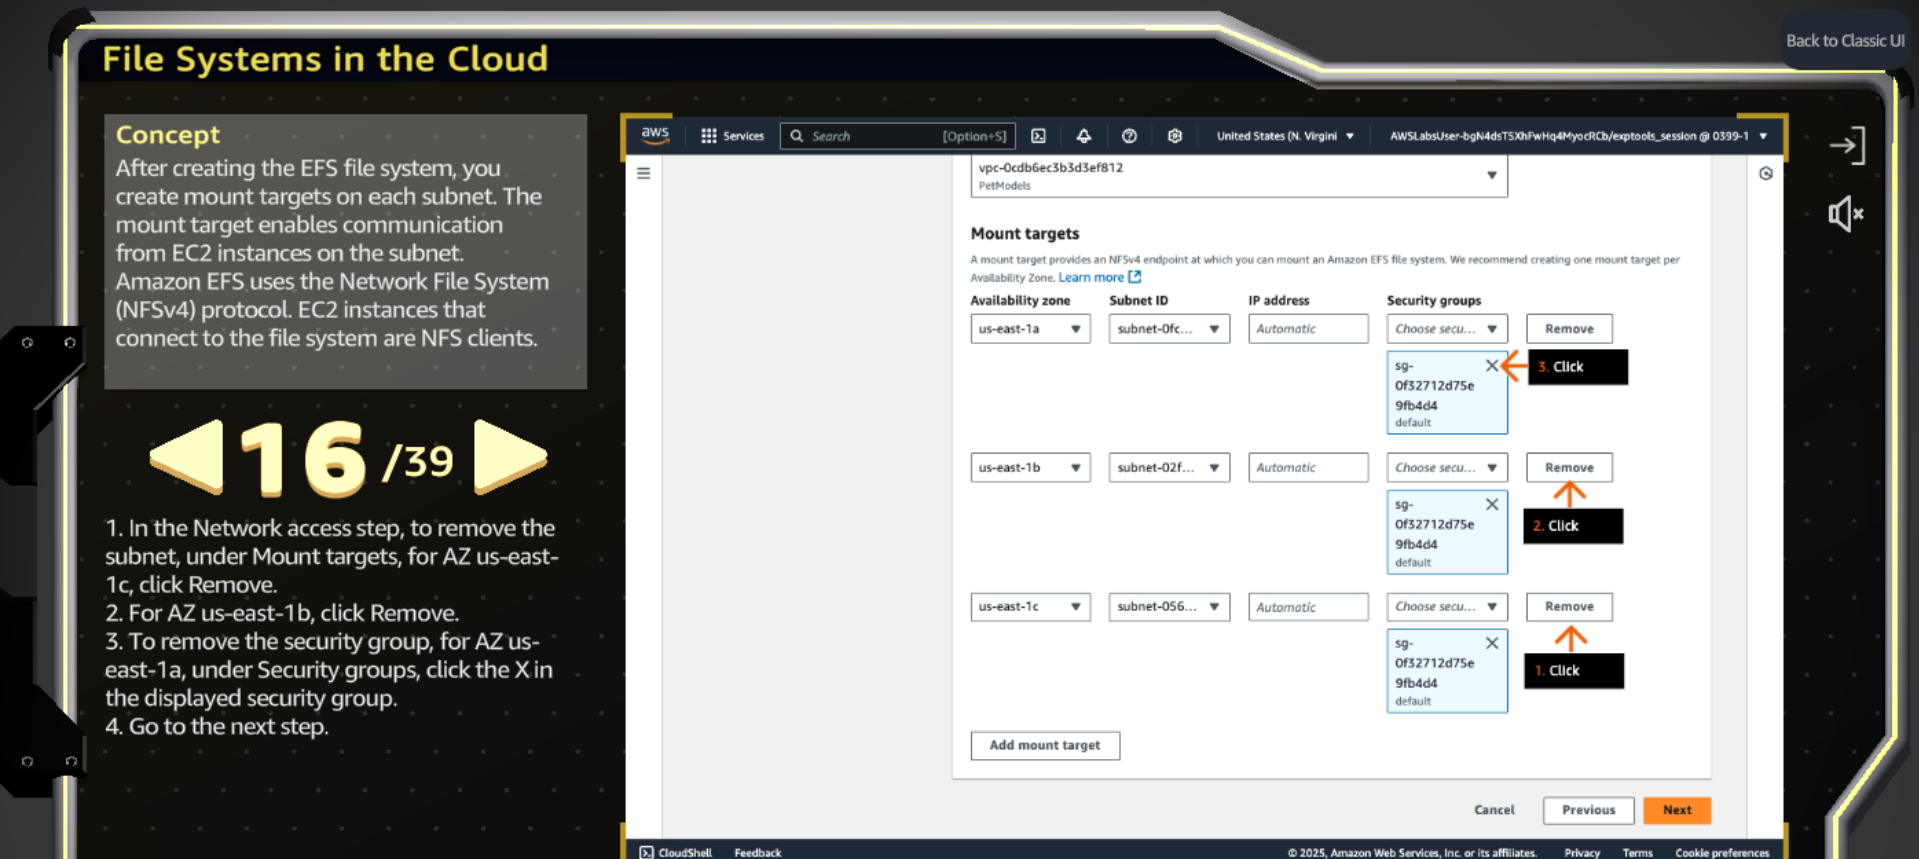 File Systems in the Cloud
Back to Classic UI
Concept
After creating the EFS file system, you
create mount targets on each subnet. The
mount target enables communication
from EC2 instances on the subnet.
Amazon EFS uses the Network File System
(NFSv4) protocol. EC2 instances that
connect to the file system are NFS clients.
16 /39
1. In the Network access step, to remove the
subnet, under Mount targets, for AZ us-east-
1c, click Remove.
2. For AZ us-east-1b, click Remove.
3. To remove the security group, for AZ us-
east-1a, under Security groups, click the X in
the displayed security group.
4. Go to the next step.
aws Services Search [Option+S] United States (N. Virgini AWSLabsUser-bgN4dsT5XhFwHq4MyocRCb/exptools_session @ 0399-1
vpc-0cdb6ec3b3d3ef812
PetModels
Mount targets
A mount target provides an NFSv4 endpoint at which you can mount an Amazon EFS file system. We recommend creating one mount target per
Availability Zone. Learn more
Availability zone Subnet ID IP address Security groups
us-east-1a subnet-0fc... Automatic Choose secu... Remove
sg-
0f32712d75e
9fb4d4
default
3. Click
us-east-1b subnet-02f... Automatic Choose secu... Remove
sg-
0f32712d75e
9fb4d4
default
2. Click
us-east-1c subnet-056... Automatic Choose secu... Remove
sg-
0f32712d75e
9fb4d4
default
1. Click
Add mount target
Cancel Previous Next
CloudShell Feedback © 2025, Amazon Web Services, Inc. or its affiliates. Privacy Terms Cookie preferences